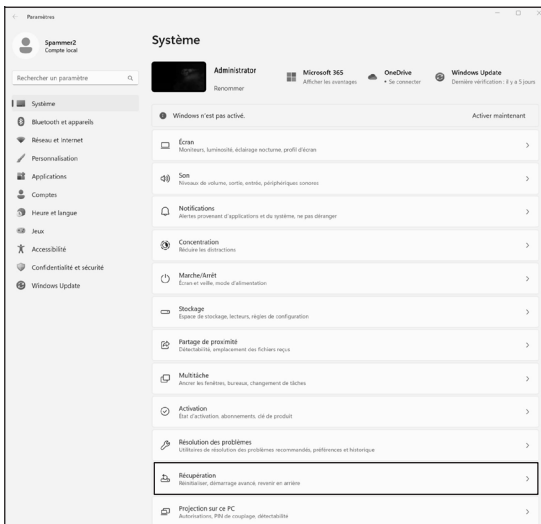 Paramètres
Spammer2
Compte local
Rechercher un paramètre
Système
Bluetooth et appareils
Réseau et Internet
Personnalisation
Applications
Comptes
Heure et langue
Jeux
Accessibilité
Confidentialité et sécurité
Windows Update
Système
Administrator
Renommer
Microsoft 365
Afficher les avantages
OneDrive
• Se connecter
Windows Update
Dernière vérification : il y a 5 jours
Windows n'est pas activé.
Activer maintenant
Écran
Moniteurs, luminosité, éclairage nocturne, profil d'écran
Son
Niveaux de volume, sortie, entrée, périphériques sonores
Notifications
Alertes provenant d'applications et du système, ne pas déranger
Concentration
Réduire les distractions
Marche/Arrêt
Écran et veille, mode d'alimentation
Stockage
Espace de stockage, lecteurs, règles de configuration
Partage de proximité
Détectabilité, emplacement des fichiers reçus
Multitâche
Ancrer les fenêtres, bureaux, changement de tâches
Activation
État d'activation, abonnements, clé de produit
Résolution des problèmes
Utilitaires de résolution des problèmes recommandés, préférences et historique
Récupération
Réinitialiser, démarrage avancé, revenir en arrière
Projection sur ce PC
Autorisations, PIN de couplage, détectabilité